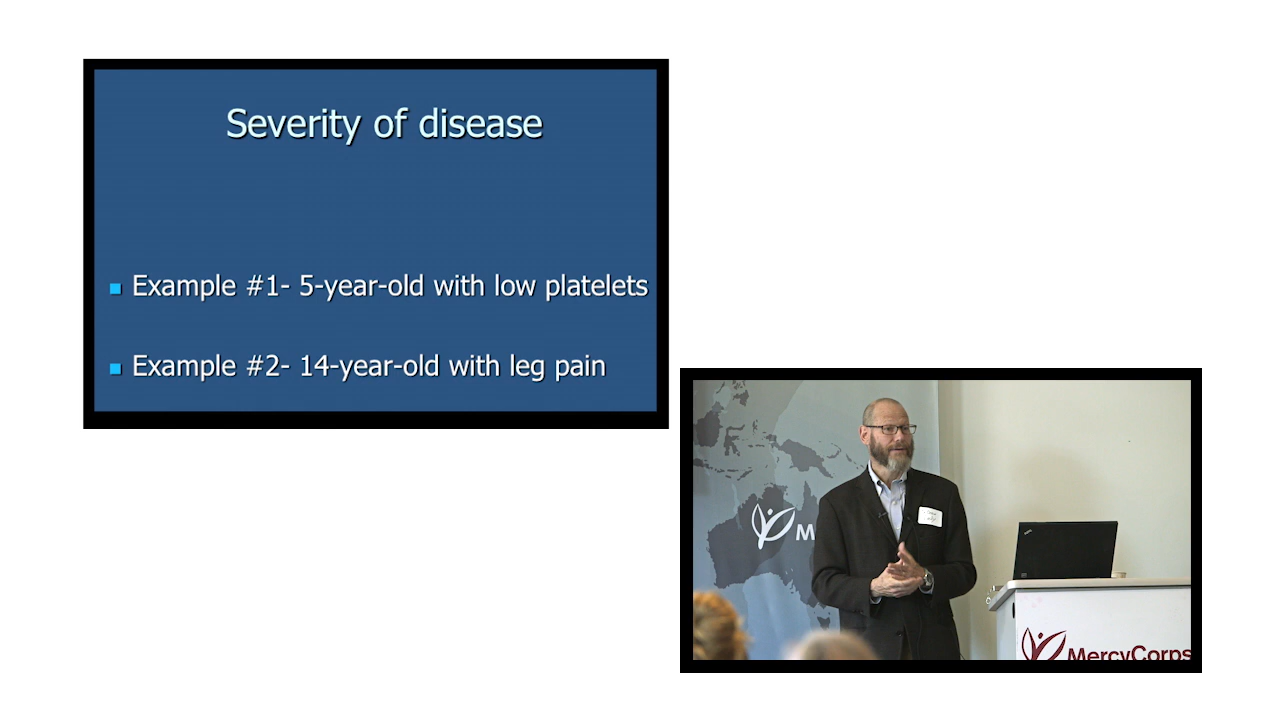 Severity of disease
Example #1- 5-year-old with low platelets
Example #2- 14-year-old with leg pain
M
MercyCorps